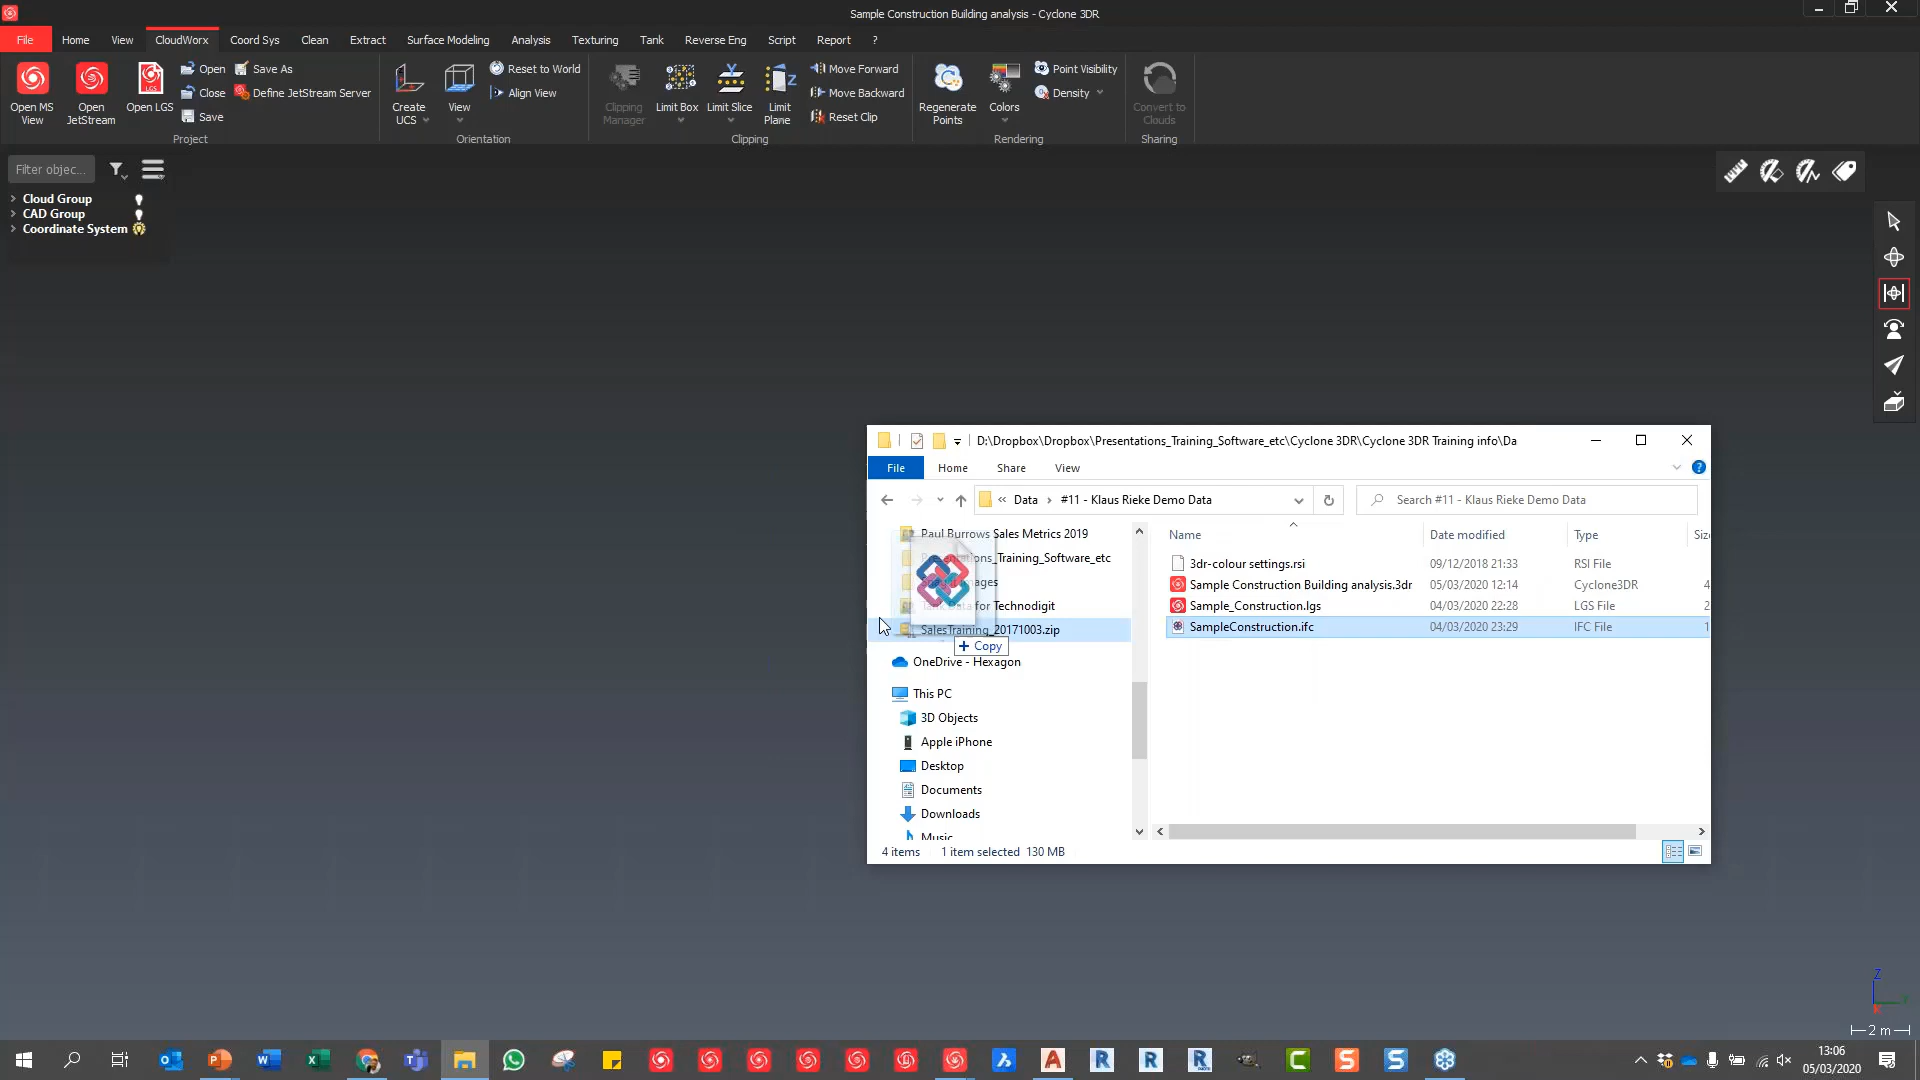 Sample Construction Building analysis - Cyclone 3DR
File Home View CloudWorx Coord Sys Clean Extract Surface Modeling Analysis Texturing Tank Reverse Eng Script Report ?
Open MS View
Open JetStream
Open LGS
LGS
Open
Save As
Close
Define JetStream Server
Save
Project
Create UCS
View
Reset to World
Align View
Orientation
Clipping Manager
Limit Box
Limit Slice
Limit Plane
Move Forward
Move Backward
Reset Clip
Clipping
Regenerate Points
Colors
Point Visibility
Density
Rendering
Convert to Clouds
Sharing
Filter objec...
Cloud Group
CAD Group
Coordinate System
D:\Dropbox\Dropbox\Presentations_Training_Software_etc\Cyclone 3DR\Cyclone 3DR Training info\Da
File Home Share View
« Data › #11 - Klaus Rieke Demo Data
Search #11 - Klaus Rieke Demo Data
Paul Burrows Sales Metrics 2019
Presentations_Training_Software_etc
for Technodigit
SalesTraining_20171003.zip
+ Copy
OneDrive - Hexagon
This PC
3D Objects
Apple iPhone
Desktop
Documents
Downloads
Music
Name Date modified Type Siz
3dr-colour settings.rsi 09/12/2018 21:33 RSI File
Sample Construction Building analysis.3dr 05/03/2020 12:14 Cyclone3DR 4
Sample_Construction.lgs 04/03/2020 22:28 LGS File 2
SampleConstruction.ifc 04/03/2020 23:29 IFC File 1
4 items 1 item selected 130 MB
Z
2 m
13:06
05/03/2020